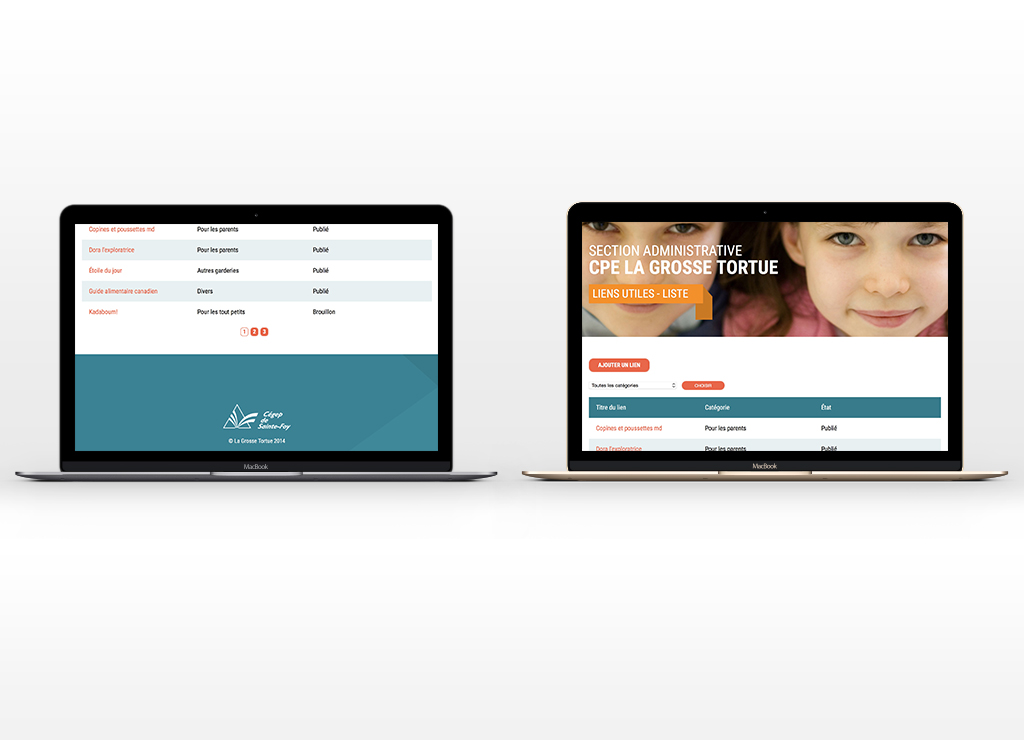 Copines et poussettes md Pour les parents Publié
Dora l'exploratrice Pour les parents Publié
Étoile du jour Autres garderies Publié
Guide alimentaire canadien Divers Publié
Kadaboum! Pour les tout petits Brouillon
1 2 3
Cégep
de
Sainte-Foy
© La Grosse Tortue 2014
MacBook
SECTION ADMINISTRATIVE
CPE LA GROSSE TORTUE
LIENS UTILES - LISTE
AJOUTER UN LIEN
Toutes les catégories CHOISIR
Titre du lien Catégorie État
Copines et poussettes md Pour les parents Publié
Dora l'exploratrice Pour les parents Publié
MacBook